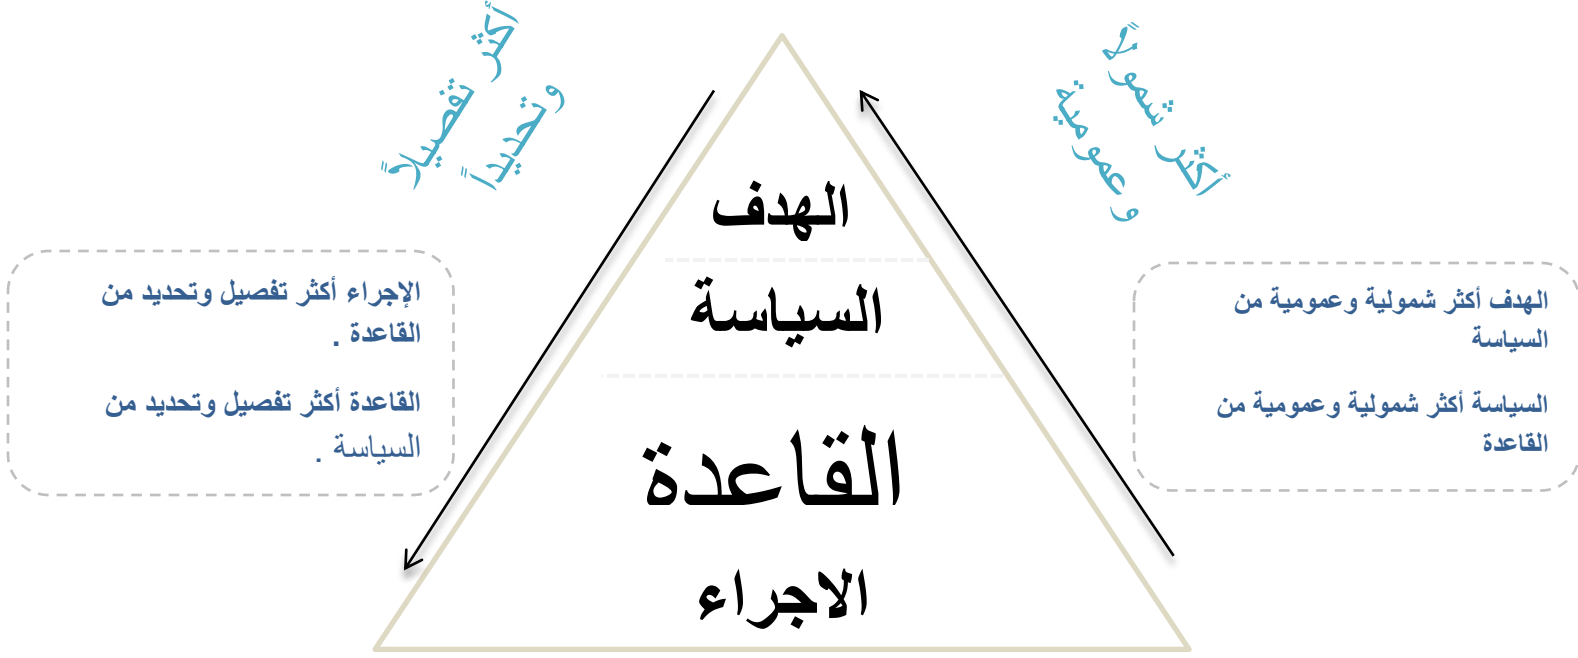 أكثر شمولاً
وعمومية
أكثر تفصيلاً
وتحديداً
الهدف
السياسة
القاعدة
الاجراء
الهدف أكثر شمولية وعمومية من
السياسة
السياسة أكثر شمولية وعمومية من
القاعدة
الإجراء أكثر تفصيل وتحديد من
القاعدة .
القاعدة أكثر تفصيل وتحديد من
السياسة .